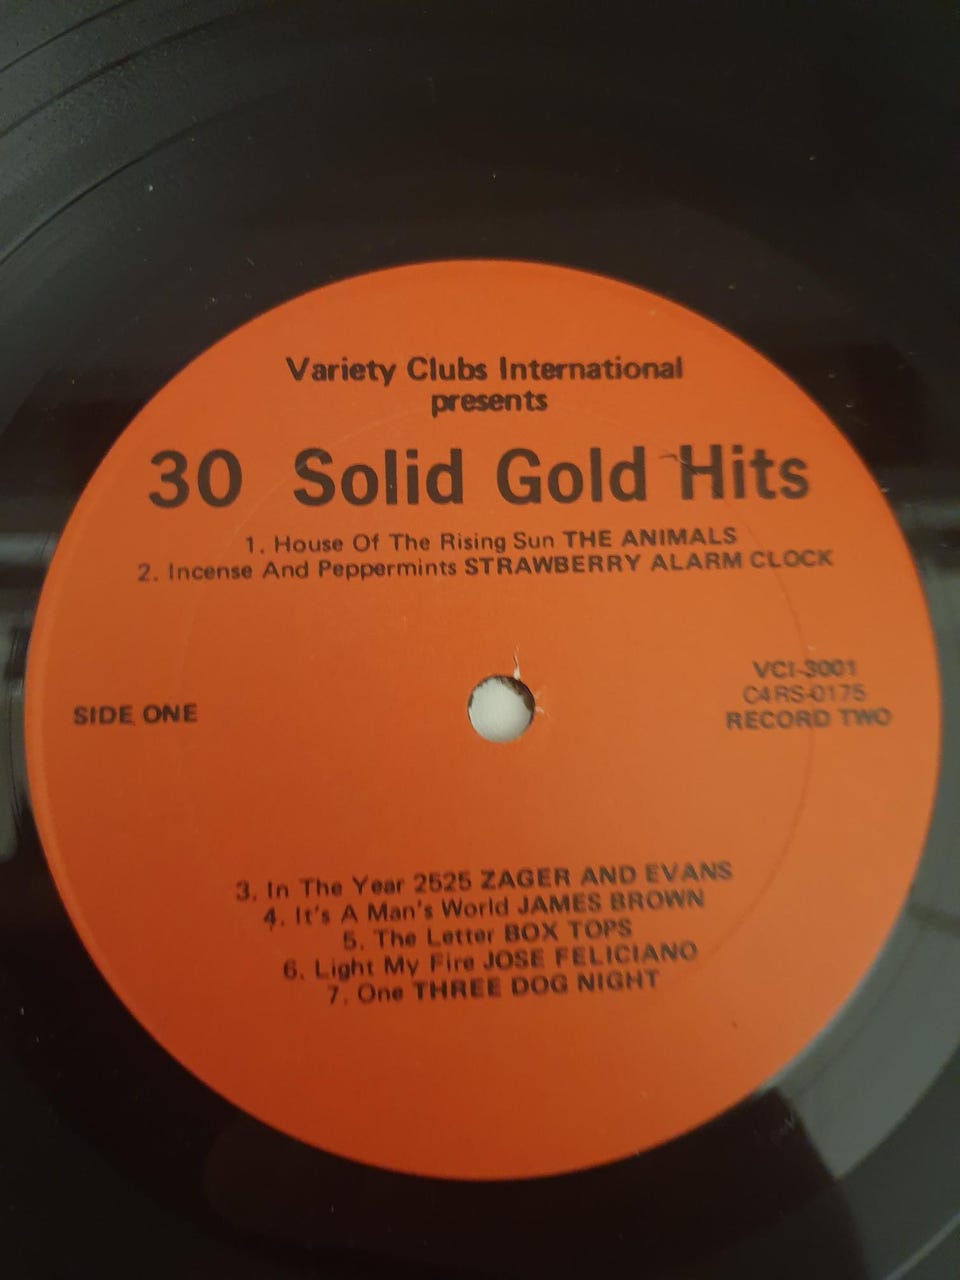 Variety Clubs International
presents
30 Solid Gold Hits
1. House Of The Rising Sun THE ANIMALS
2. Incense And Peppermints STRAWBERRY ALARM CLOCK
SIDE ONE
VCI-3001
C4RS-0175
RECORD TWO
3. In The Year 2525 ZAGER AND EVANS
4. It's A Man's World JAMES BROWN
5. The Letter BOX TOPS
6. Light My Fire JOSE FELICIANO
7. One THREE DOG NIGHT